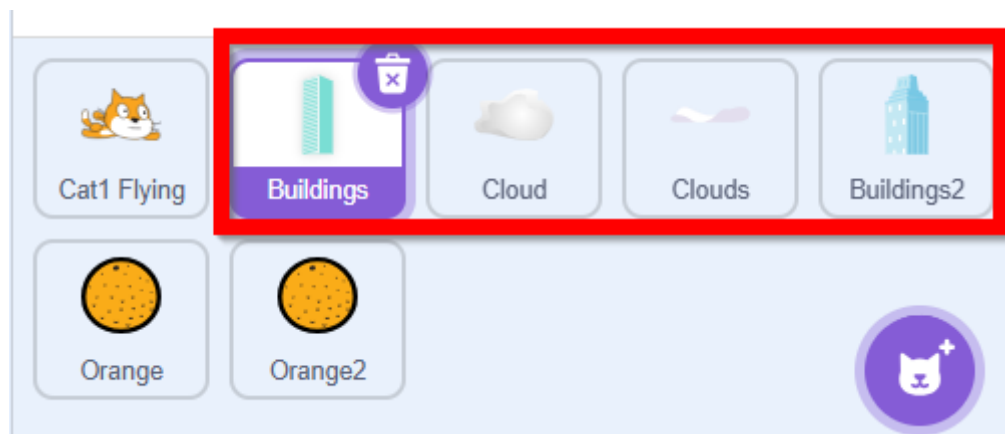 Cat1 Flying
Buildings
Cloud
Clouds
Buildings2
Orange
Orange2